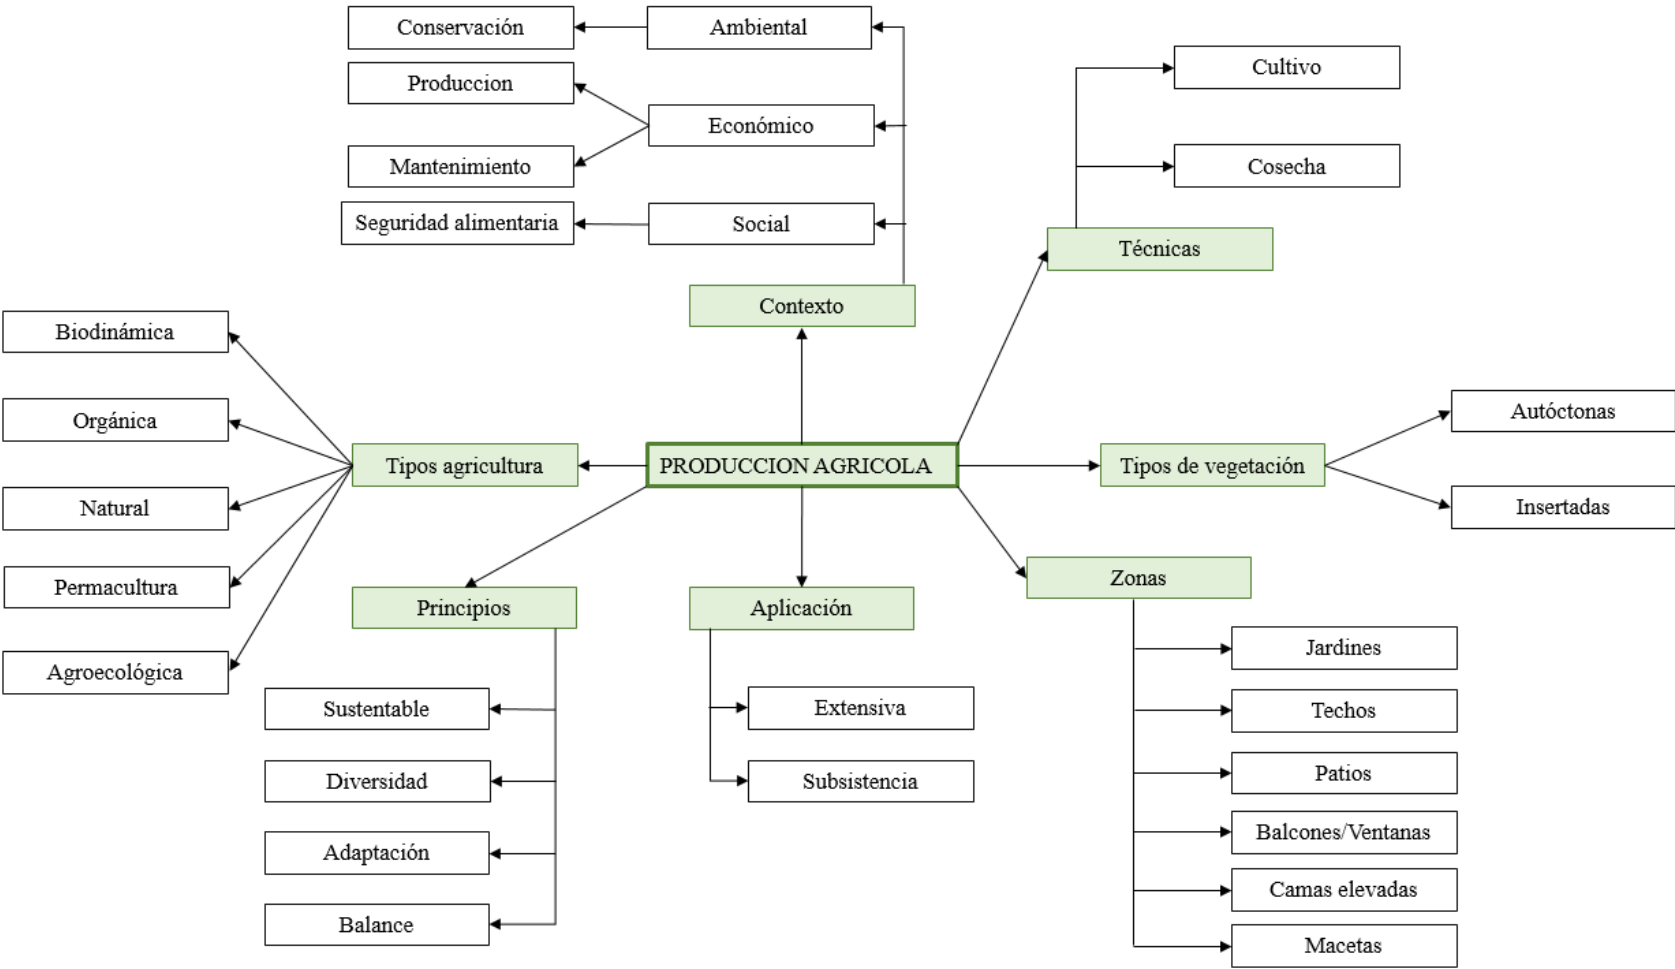 Conservación
Ambiental
Produccion
Económico
Mantenimiento
Seguridad alimentaria
Social
Contexto
Cultivo
Cosecha
Técnicas
Biodinámica
Orgánica
Natural
Permacultura
Agroecológica
Tipos agricultura
PRODUCCION AGRICOLA
Tipos de vegetación
Autóctonas
Insertadas
Principios
Sustentable
Diversidad
Adaptación
Balance
Aplicación
Extensiva
Subsistencia
Zonas
Jardines
Techos
Patios
Balcones/Ventanas
Camas elevadas
Macetas